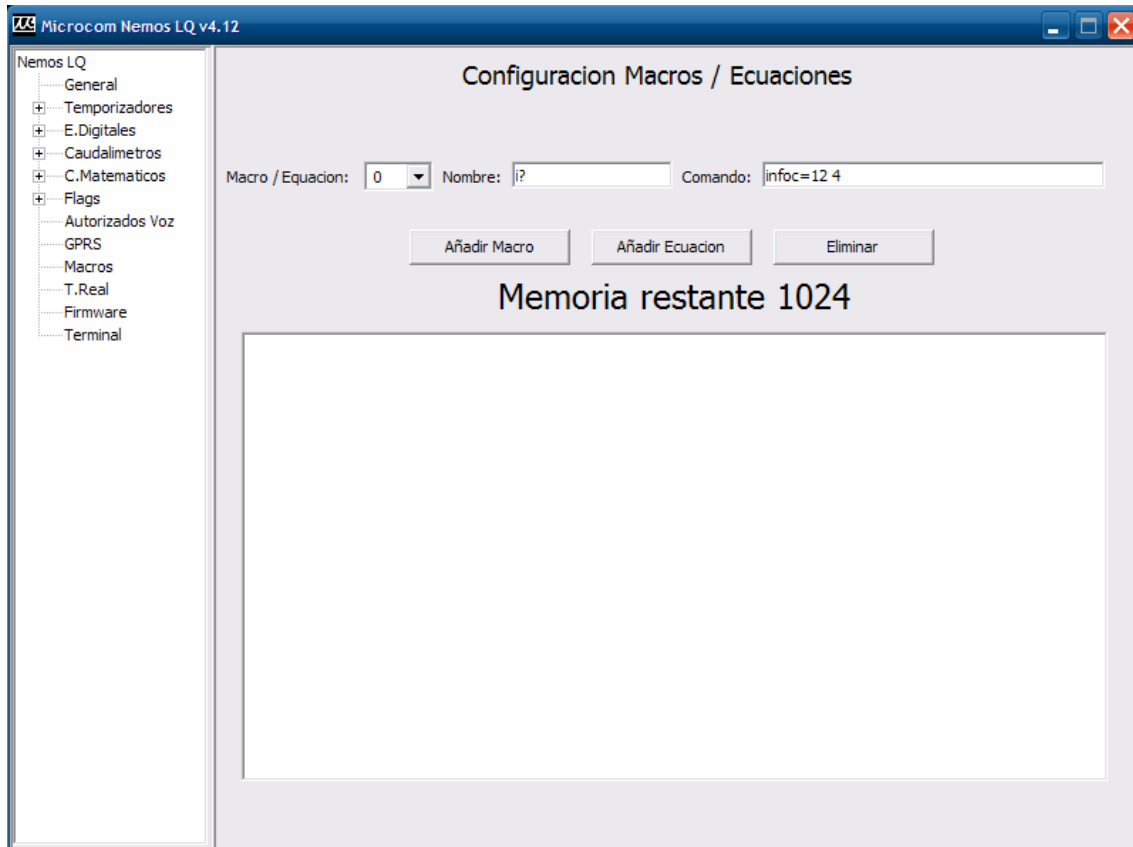 Microcom Nemos LQ v4.12
Nemos LQ
General
Temporizadores
E.Digitales
Caudalimetros
C.Matematicos
Flags
Autorizados Voz
GPRS
Macros
T.Real
Firmware
Terminal
Configuracion Macros / Ecuaciones
Macro / Equacion: 0 Nombre: i? Comando: infoc=12 4
Añadir Macro Añadir Ecuacion Eliminar
Memoria restante 1024